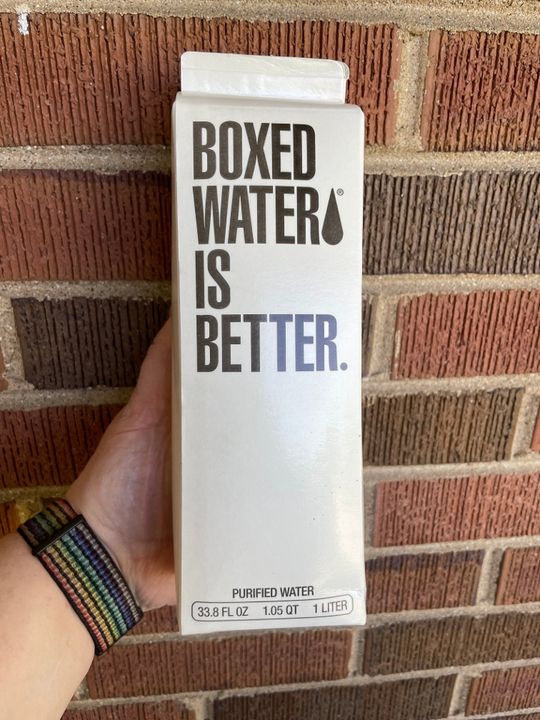 BOXED
WATER®
IS
BETTER.
PURIFIED WATER
33.8 FL OZ 1.05 QT 1 LITER